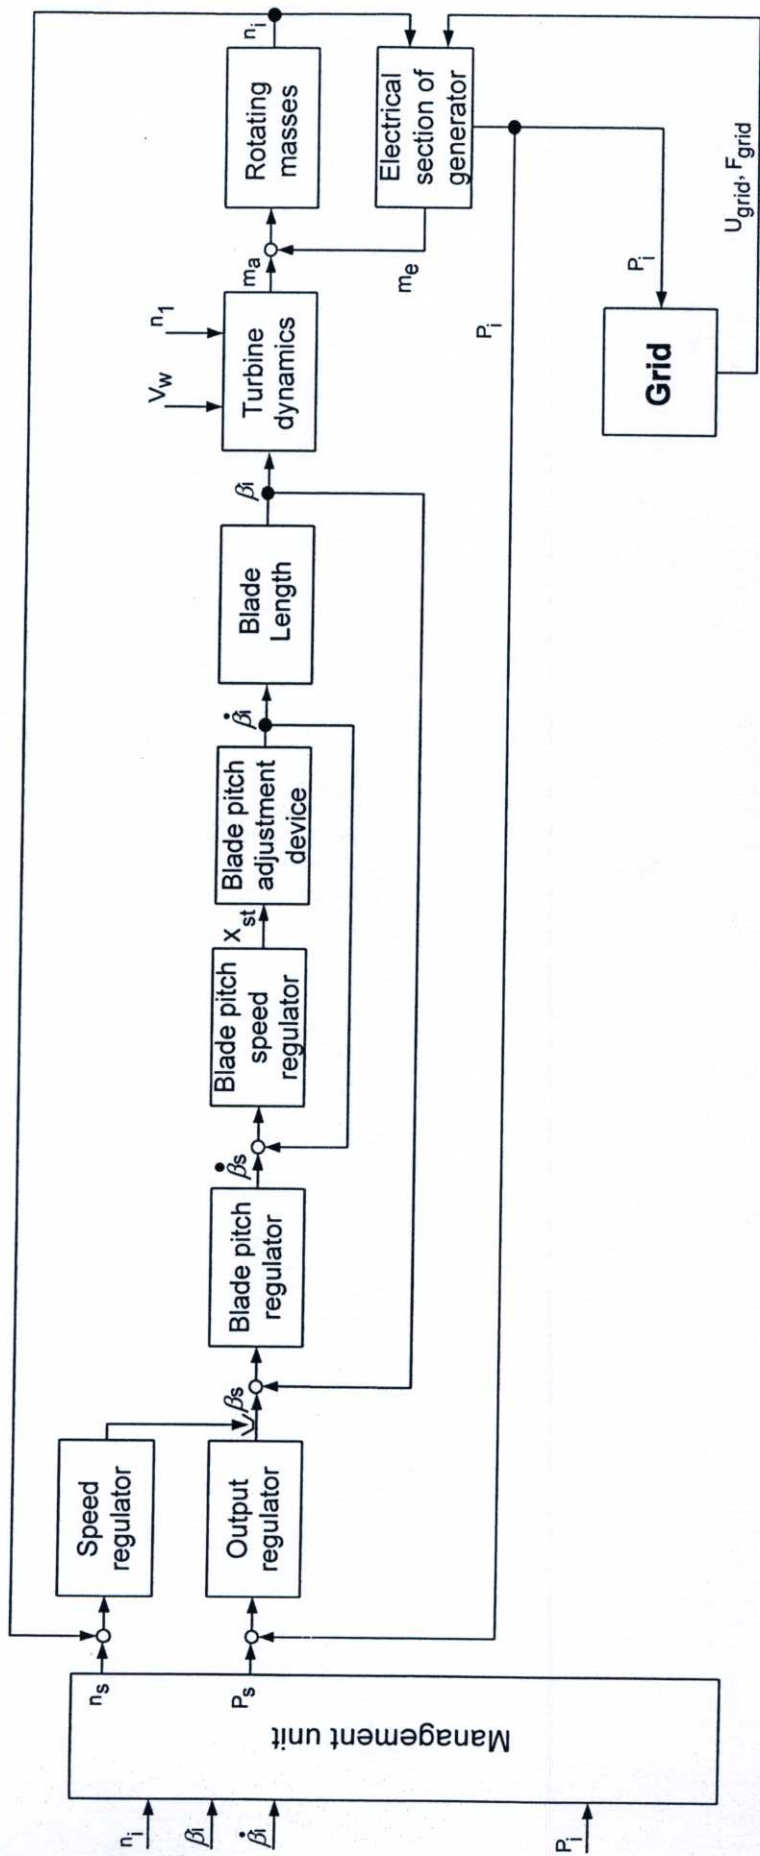 n_i
β_i
β̇_i
P_i
Management unit
n_s
P_s
Speed
regulator
Output
regulator
β_s
Blade pitch
regulator
β̇_s
Blade pitch
speed
regulator
X_st
Blade pitch
adjustment
device
β̇_i
Blade
Length
β_i
V_w
n_1
Turbine
dynamics
m_a
m_e
Rotating
masses
n_i
Electrical
section of
generator
P_i
P_i
Grid
U_grid, F_grid